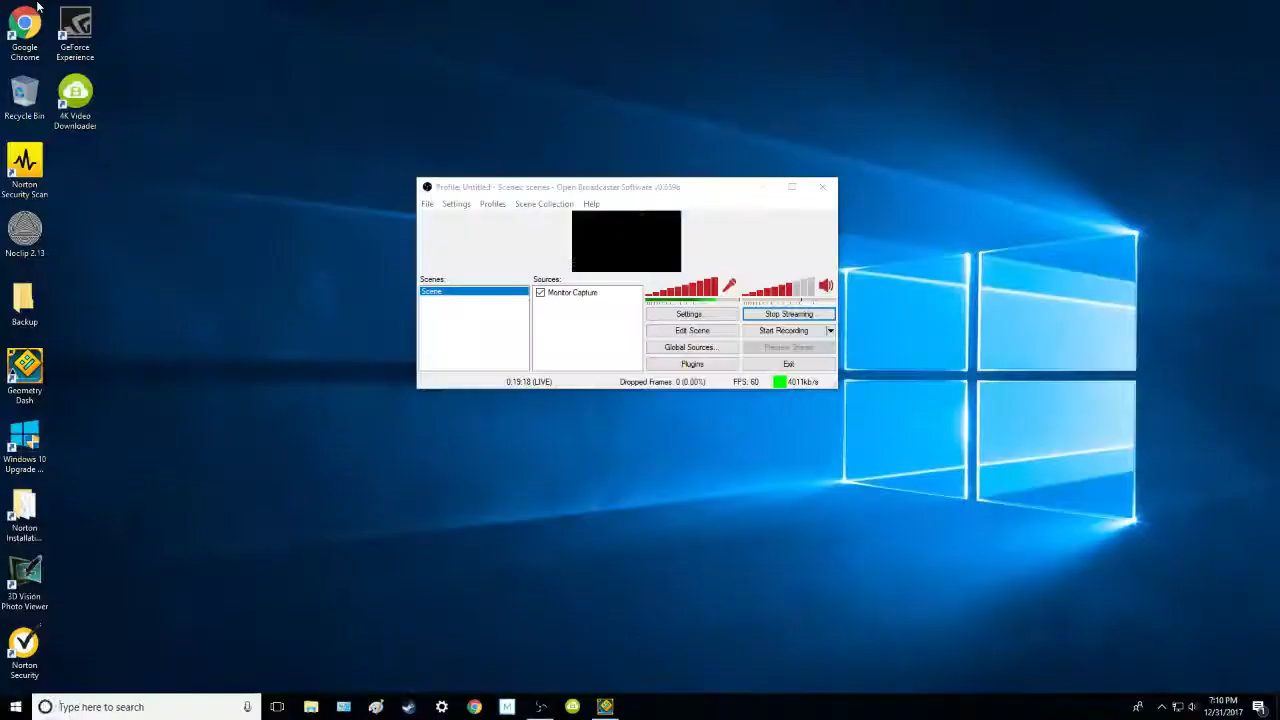 Google
Chrome
GeForce
Experience
Recycle Bin
4K Video
Downloader
Norton
Security Scan
Noclip 2.13
Backup
Geometry
Dash
Windows 10
Upgrade ...
Norton
Installati...
3D Vision
Photo Viewer
Norton
Security
Profile: Untitled - Scenes: scenes - Open Broadcaster Software v0.659b
File Settings Profiles Scene Collection Help
Scenes:
Scene
Sources:
Monitor Capture
Settings...
Stop Streaming
Edit Scene
Start Recording
Global Sources...
Preview Stream
Plugins
Exit
0:19:18 (LIVE)
Dropped Frames: 0 (0.00%)
FPS: 60
4011kb/s
Type here to search
M
7:10 PM
12/31/2017